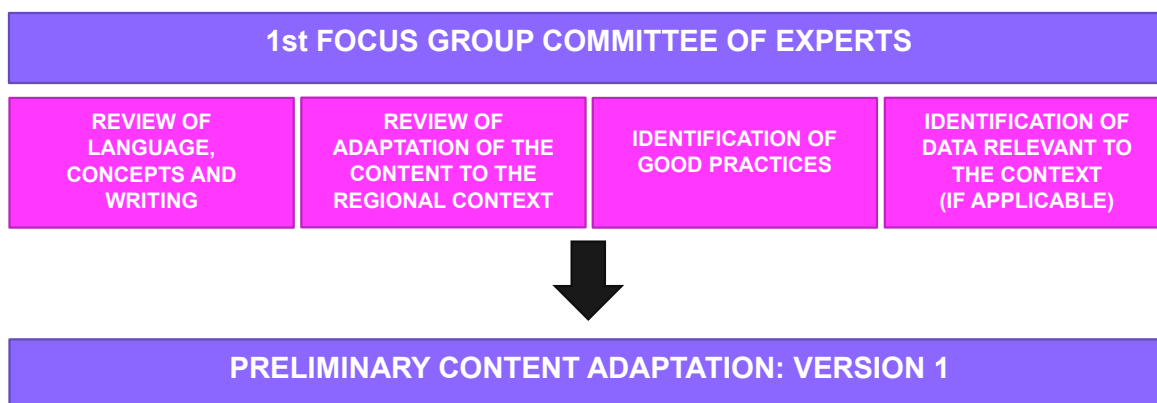 1st FOCUS GROUP COMMITTEE OF EXPERTS
REVIEW OF
LANGUAGE,
CONCEPTS AND
WRITING
REVIEW OF
ADAPTATION OF THE
CONTENT TO THE
REGIONAL CONTEXT
IDENTIFICATION OF
GOOD PRACTICES
IDENTIFICATION OF
DATA RELEVANT TO
THE CONTEXT
(IF APPLICABLE)
PRELIMINARY CONTENT ADAPTATION: VERSION 1